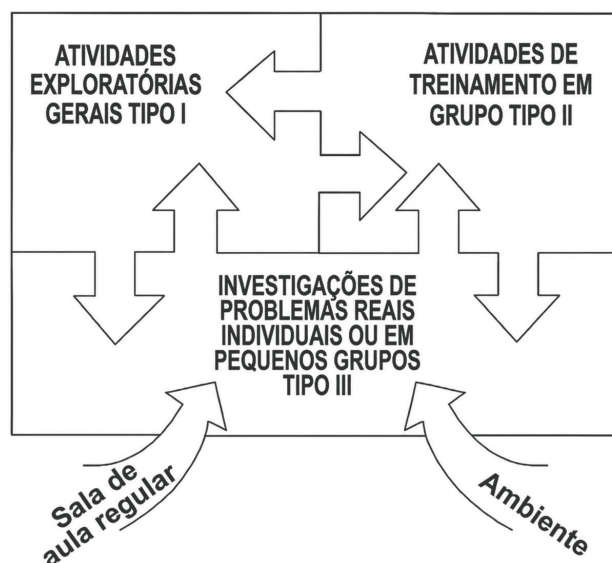 ATIVIDADES
EXPLORATÓRIAS
GERAIS TIPO I
ATIVIDADES DE
TREINAMENTO EM
GRUPO TIPO II
INVESTIGAÇÕES DE
PROBLEMAS REAIS
INDIVIDUAIS OU EM
PEQUENOS GRUPOS
TIPO III
Sala de
aula regular
Ambiente